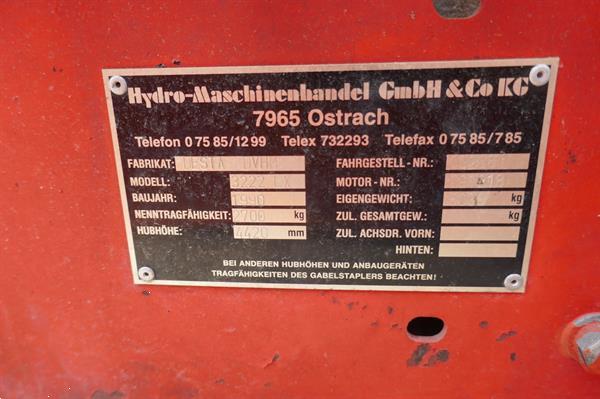 Hydro-Maschinenhandel GmbH & Co KG
7965 Ostrach
Telefon 0 75 85/12 99 Telex 732293 Telefax 0 75 85/7 85
FABRIKAT: FAHRGESTELL - NR.:
MODELL: MOTOR - NR.:
BAUJAHR: 1990 EIGENGEWICHT: kg
NENNTRAGFÄHIGKEIT: 2700 kg ZUL. GESAMTGEW.: kg
HUBHÖHE: 4420 mm ZUL. ACHSDR. VORN:
HINTEN:
BEI ANDEREN HUBHÖHEN UND ANBAUGERÄTEN
TRAGFÄHIGKEITEN DES GABELSTAPLERS BEACHTEN!